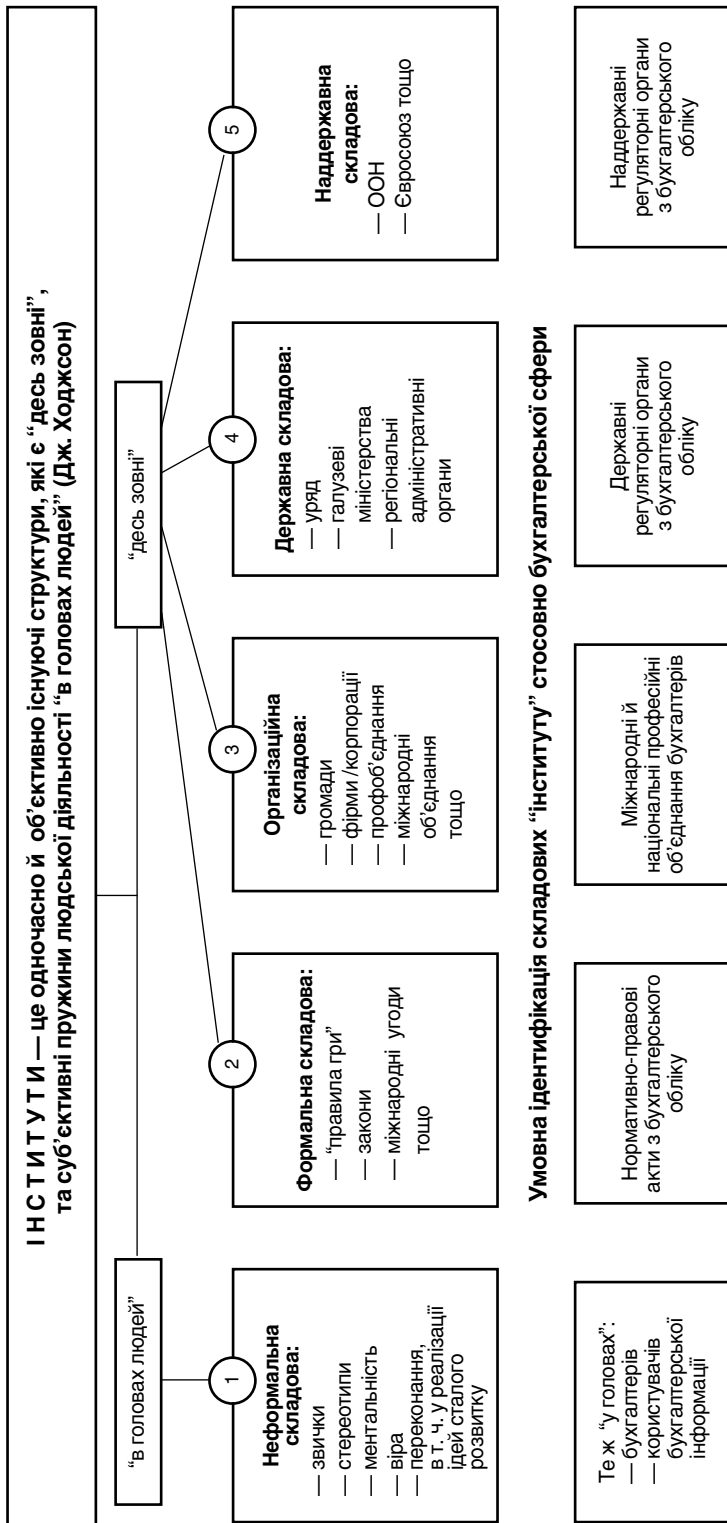 ІНСТИТУТИ — це одночасно й об’єктивно існуючі структури, які є “десь зовні”,
та суб’єктивні пружини людської діяльності “в головах людей” (Дж. Ходжсон)
“в головах людей”
“десь зовні”
1
Неформальна
складова:
— звички
— стереотипи
— ментальність
— віра
— переконання,
в т. ч. у реалізації
ідей сталого
розвитку
2
Формальна складова:
— “правила гри”
— закони
— міжнародні угоди
тощо
3
Організаційна
складова:
— громади
— фірми /корпорації
— профоб’єднання
— міжнародні
об’єднання
тощо
4
Державна складова:
— уряд
— галузеві
міністерства
— регіональні
адміністративні
органи
5
Наддержавна
складова:
— ООН
— Євросоюз тощо
Умовна ідентифікація складових “інституту” стосовно бухгалтерської сфери
Те ж “у головах”:
— бухгалтерів
— користувачів
бухгалтерської
інформації
Нормативно-правові
акти з бухгалтерського
обліку
Міжнародні й
національні професійні
об’єднання бухгалтерів
Державні
регуляторні органи
з бухгалтерського
обліку
Наддержавні
регуляторні органи
з бухгалтерського
обліку